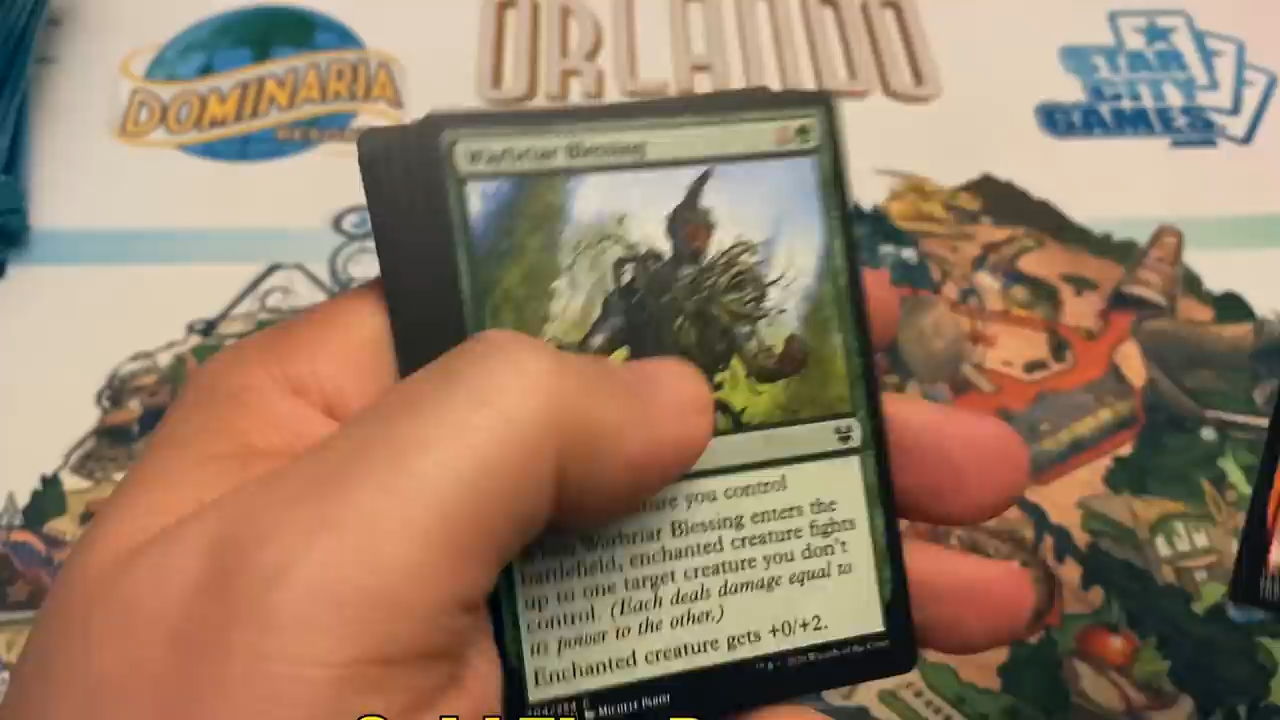 ORLANDO
DOMINARIA
STAR
CITY
GAMES
Warbriar Blessing
you control
Warbriar Blessing enters the
battlefield, enchanted creature fights
up to one target creature you don't
control. (Each deals damage equal to
its power to the other.)
Enchanted creature gets +0/+2.